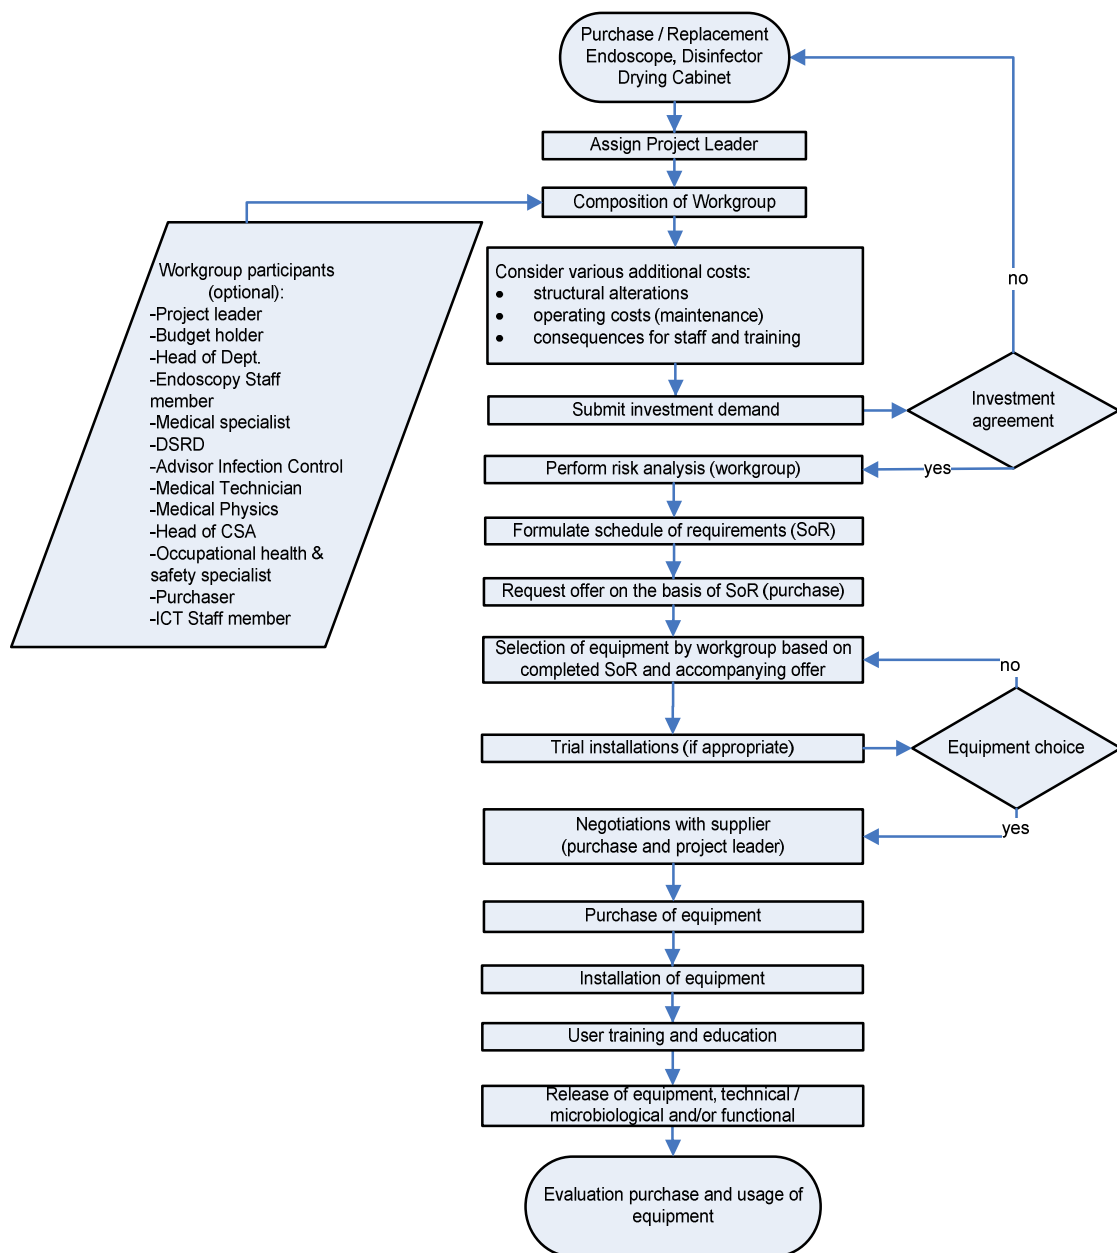 Purchase / Replacement
Endoscope, Disinfector
Drying Cabinet
Assign Project Leader
Composition of Workgroup
Workgroup participants
(optional):
-Project leader
-Budget holder
-Head of Dept.
-Endoscopy Staff
member
-Medical specialist
-DSRD
-Advisor Infection Control
-Medical Technician
-Medical Physics
-Head of CSA
-Occupational health &
safety specialist
-Purchaser
-ICT Staff member
Consider various additional costs:
● structural alterations
● operating costs (maintenance)
● consequences for staff and training
no
Submit investment demand
Investment
agreement
yes
Perform risk analysis (workgroup)
Formulate schedule of requirements (SoR)
Request offer on the basis of SoR (purchase)
Selection of equipment by workgroup based on
completed SoR and accompanying offer
no
Trial installations (if appropriate)
Equipment choice
yes
Negotiations with supplier
(purchase and project leader)
Purchase of equipment
Installation of equipment
User training and education
Release of equipment, technical /
microbiological and/or functional
Evaluation purchase and usage of
equipment